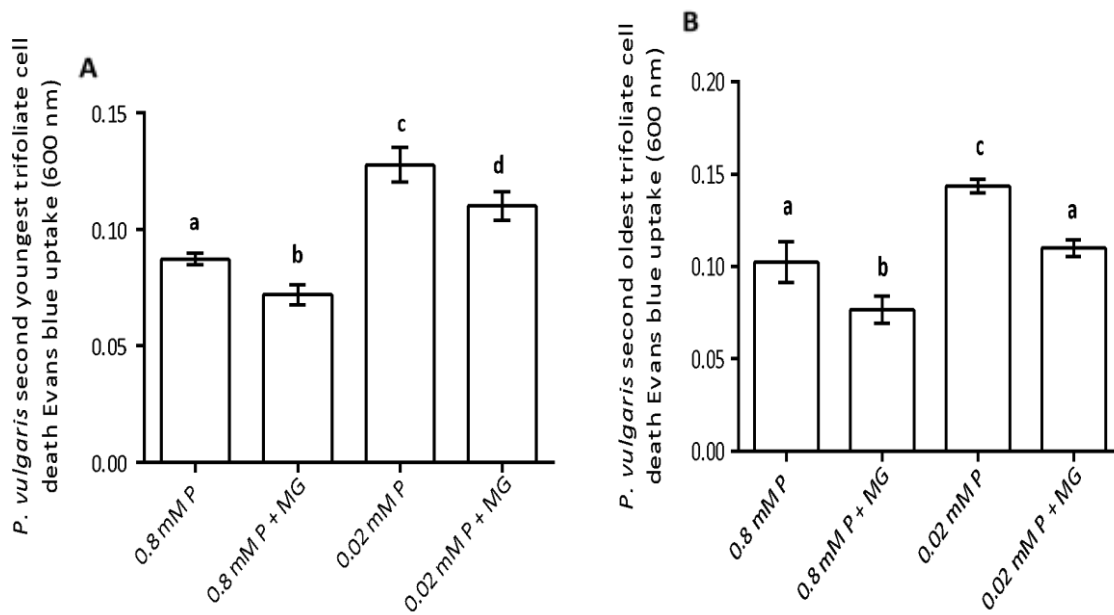 A
P. vulgaris second youngest trifoliate cell
death Evans blue uptake (600 nm)
0.15
0.10
0.05
0.00
a
b
c
d
0.8 mM P
0.8 mM P + MG
0.02 mM P
0.02 mM P + MG
B
P. vulgaris second oldest trifoliate cell
death Evans blue uptake (600 nm)
0.20
0.15
0.10
0.05
0.00
a
b
c
a
0.8 mM P
0.8 mM P + MG
0.02 mM P
0.02 mM P + MG